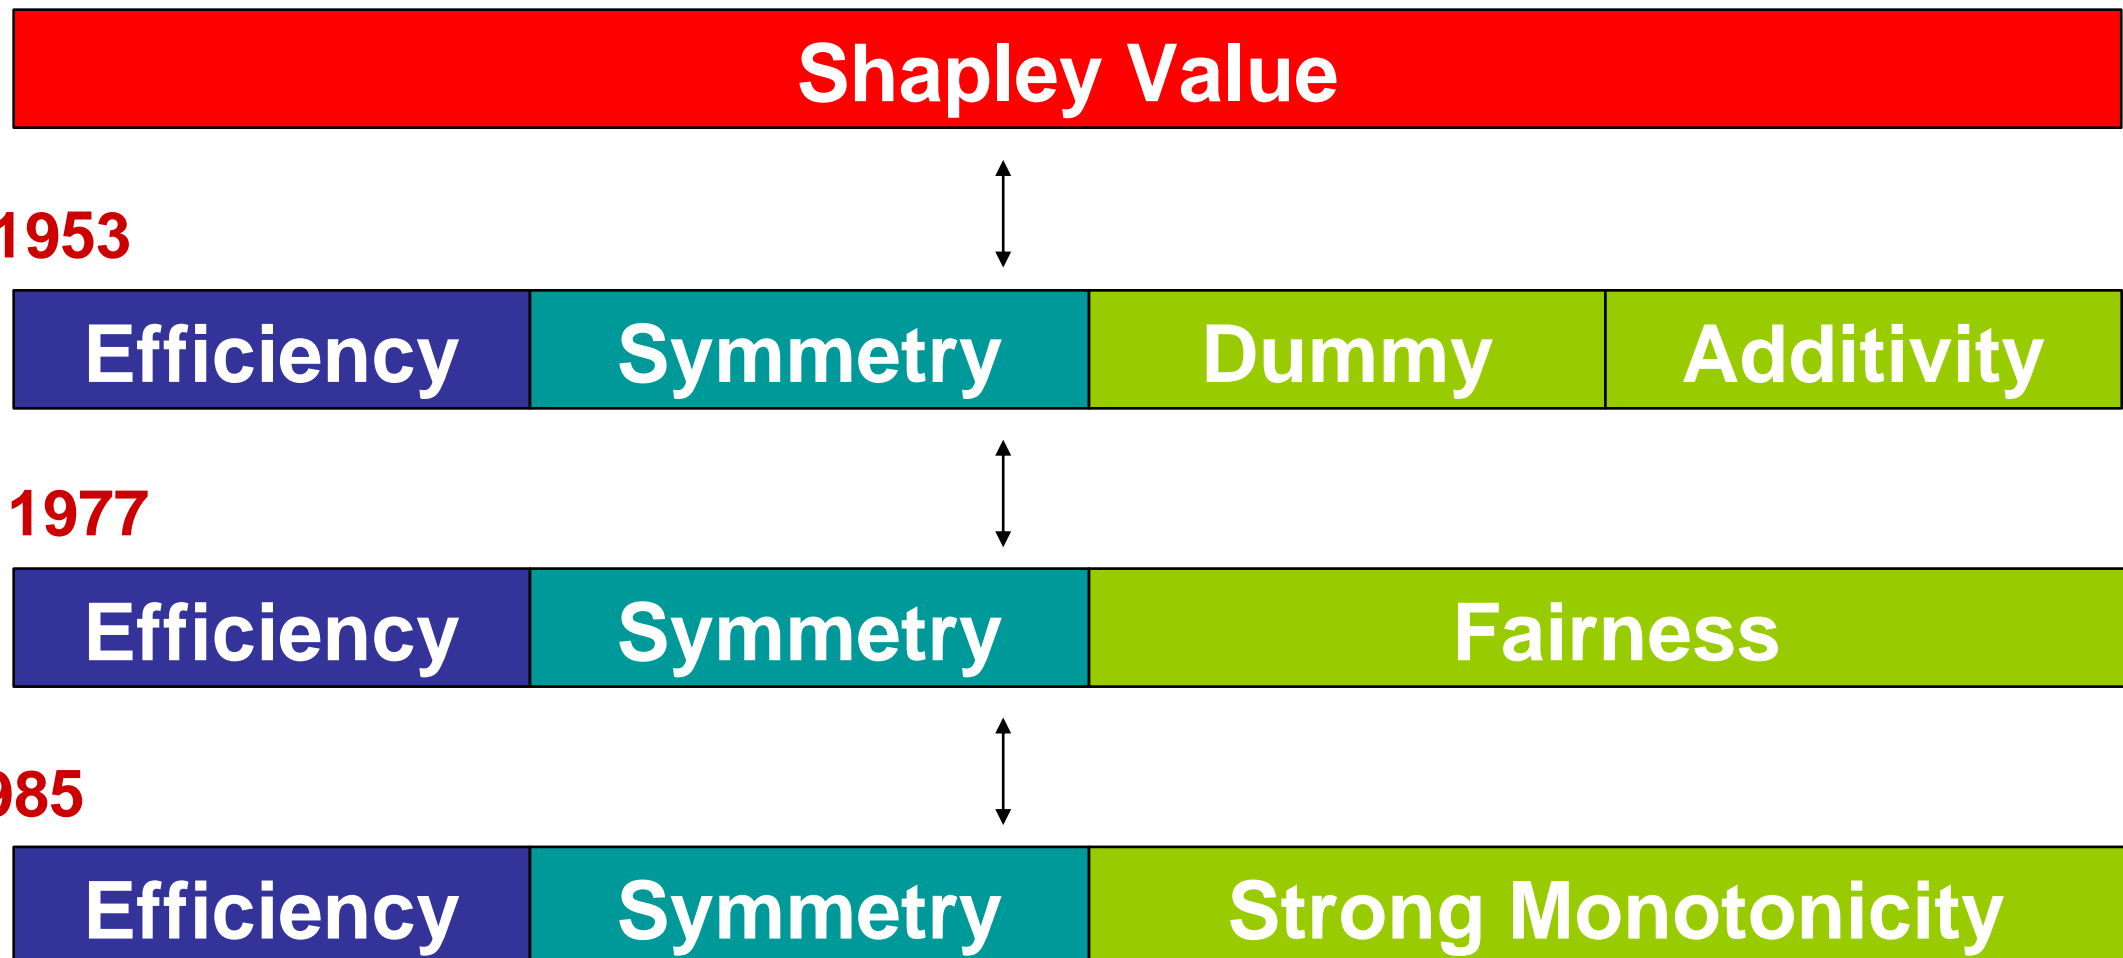 Shapley Value
1953
Efficiency Symmetry Dummy Additivity
1977
Efficiency Symmetry Fairness
985
Efficiency Symmetry Strong Monotonicity